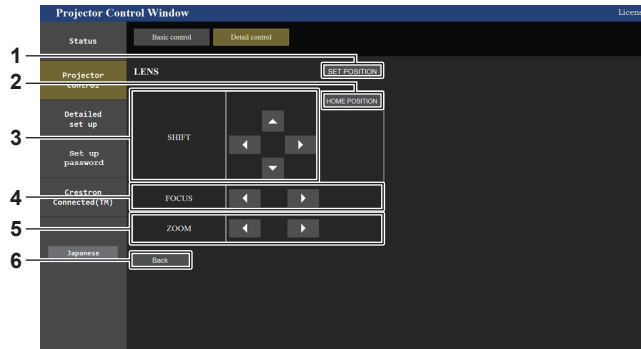 Projector Control Window
Licens
Status
Basic control
Detail control
1
Projector
control
LENS
SET POSITION
2
HOME POSITION
Detailed
set up
3
SHIFT
Set up
password
4
Crestron
Connected(TM)
FOCUS
5
ZOOM
Japanese
6
Back